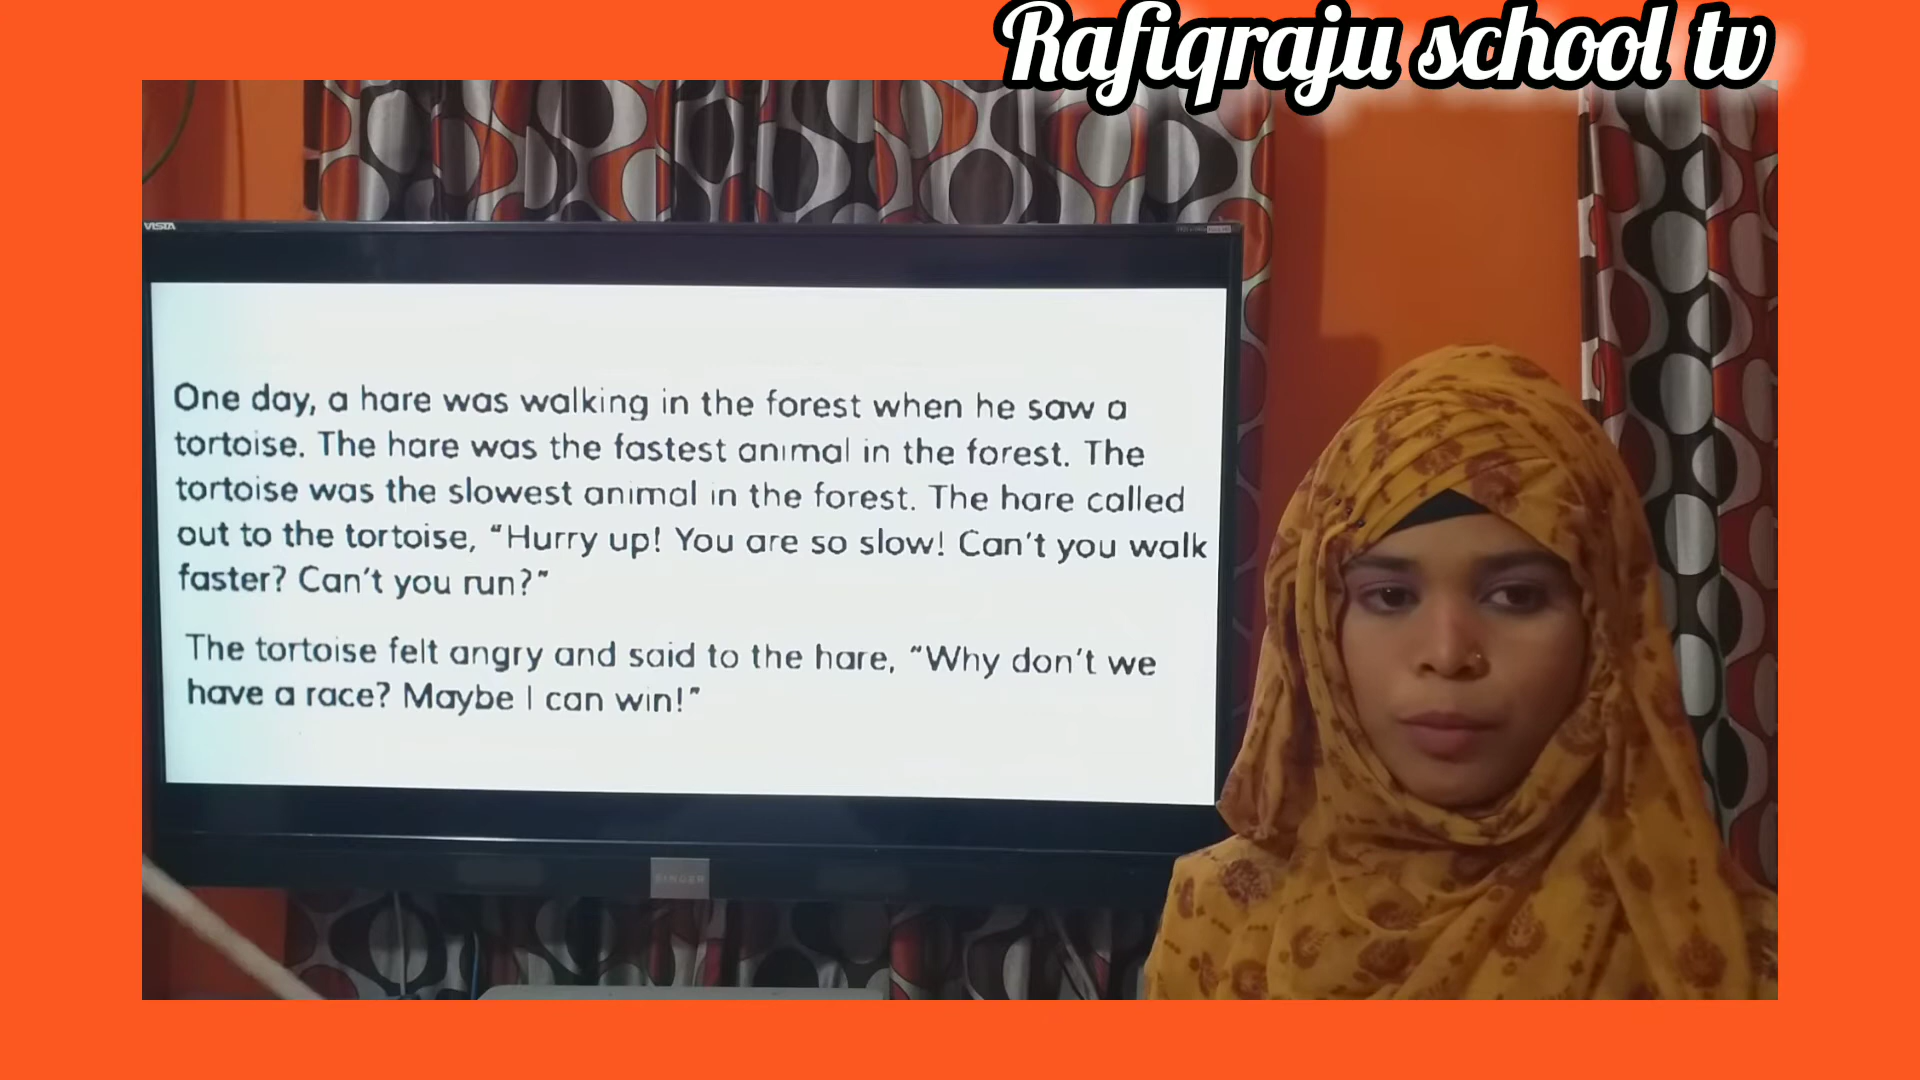 Rafiqraju school tv
VISTA
One day, a hare was walking in the forest when he saw a
tortoise. The hare was the fastest animal in the forest. The
tortoise was the slowest animal in the forest. The hare called
out to the tortoise, “Hurry up! You are so slow! Can't you walk
faster? Can't you run?”
The tortoise felt angry and said to the hare, “Why don't we
have a race? Maybe I can win!”
SINGER